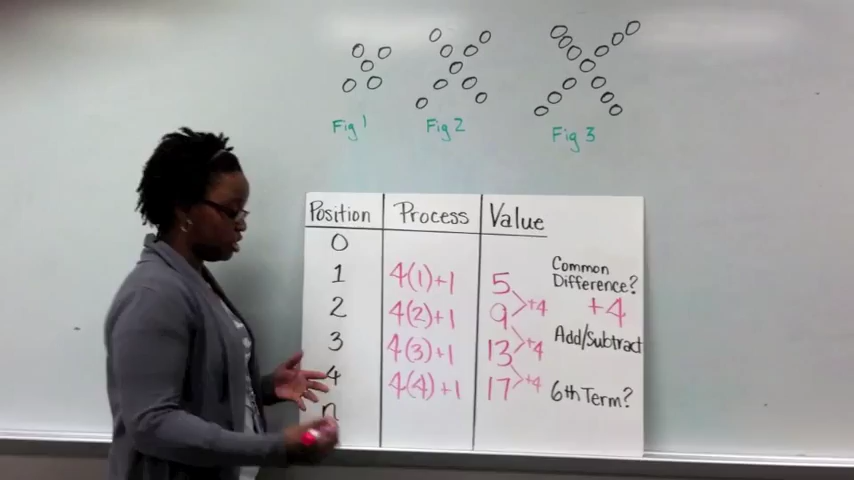 Fig 1 Fig 2 Fig 3
Position Process Value
0
1 4(1)+1 5
2 4(2)+1 9
3 4(3)+1 13
4 4(4)+1 17
n
+4
+4
+4
Common
Difference?
+4
Add/Subtract
6th Term?